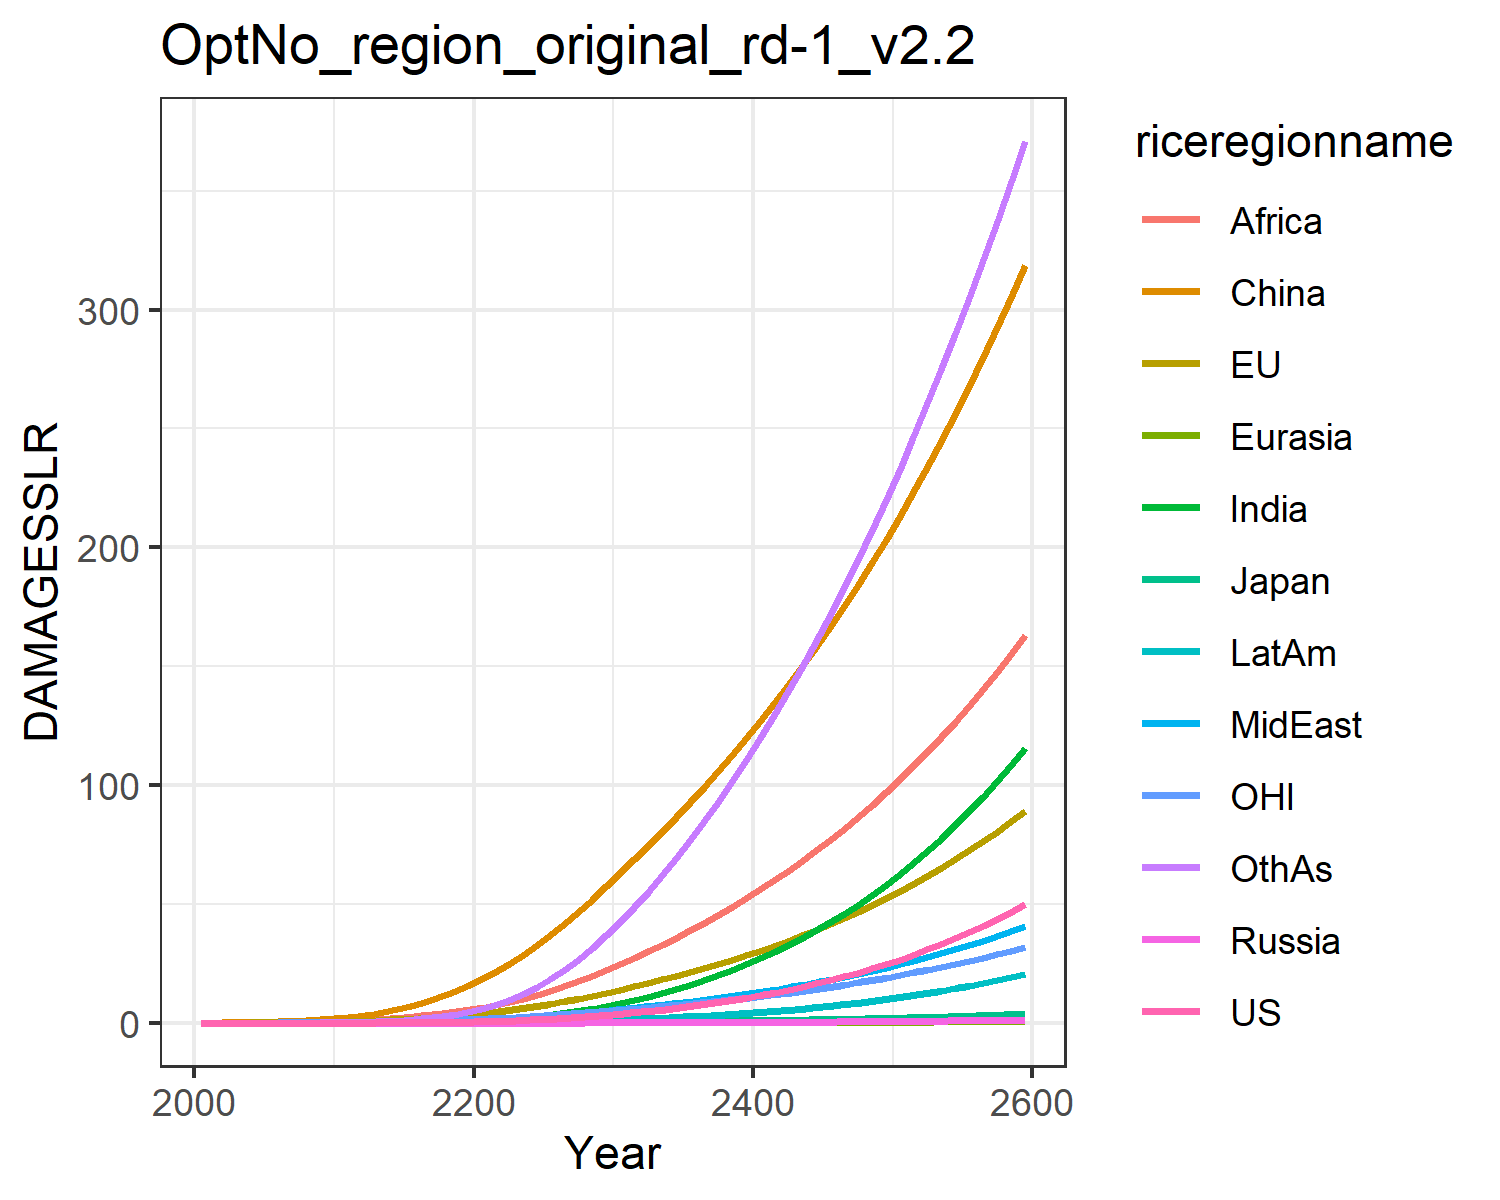 OptNo_region_original_rd-1_v2.2
DAMAGESSLR
300
200
100
0
2000
2200
2400
2600
Year
riceregionname
Africa
China
EU
Eurasia
India
Japan
LatAm
MidEast
OHI
OthAs
Russia
US